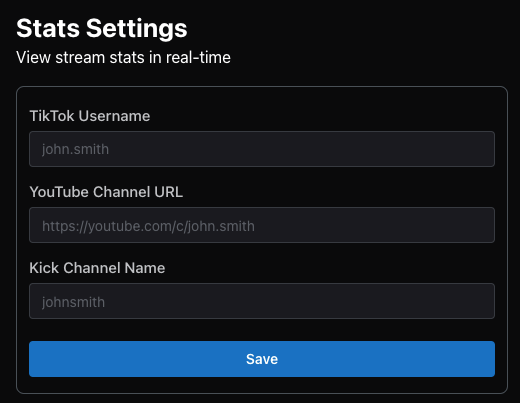 Stats Settings
View stream stats in real-time
TikTok Username
john.smith
YouTube Channel URL
https://youtube.com/c/john.smith
Kick Channel Name
johnsmith
Save